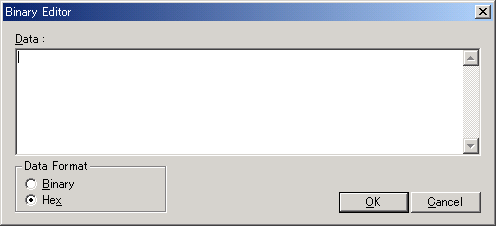 Binary Editor
Data :
Data Format
Binary
Hex
OK
Cancel